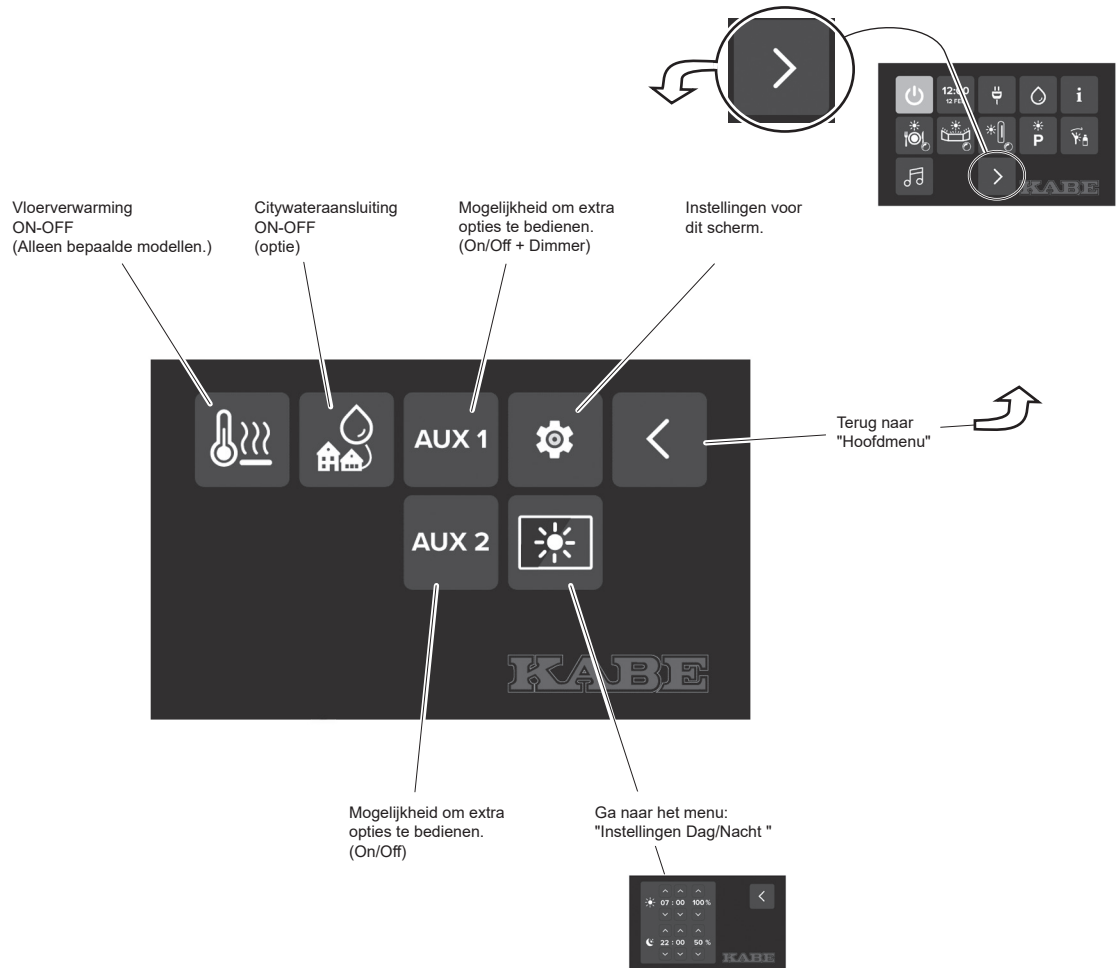 12:00
12 FEB
i
P
KABE
Vloerverwarming
ON-OFF
(Alleen bepaalde modellen.)
Citywateraansluiting
ON-OFF
(optie)
Mogelijkheid om extra
opties te bedienen.
(On/Off + Dimmer)
Instellingen voor
dit scherm.
AUX 1
Terug naar
"Hoofdmenu"
AUX 2
KABE
Mogelijkheid om extra
opties te bedienen.
(On/Off)
Ga naar het menu:
"Instellingen Dag/Nacht "
07 : 00 100 %
22 : 00 50 %
KABE